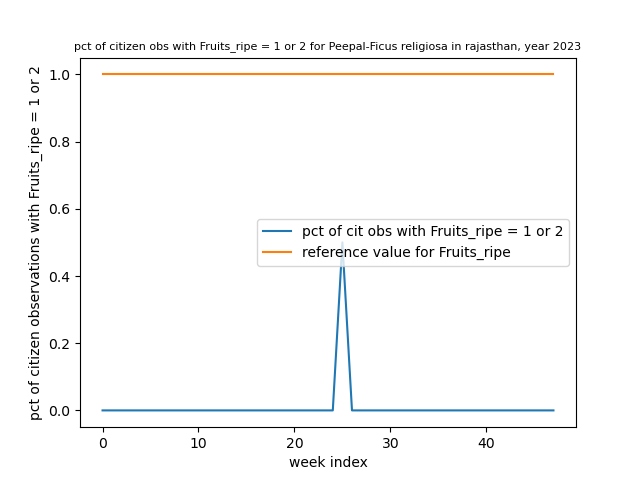 pct of citizen obs with Fruits_ripe = 1 or 2 for Peepal-Ficus religiosa in rajasthan, year 2023
pct of citizen observations with Fruits_ripe = 1 or 2
1.0
0.8
0.6
0.4
0.2
0.0
pct of cit obs with Fruits_ripe = 1 or 2
reference value for Fruits_ripe
0
10
20
30
40
week index